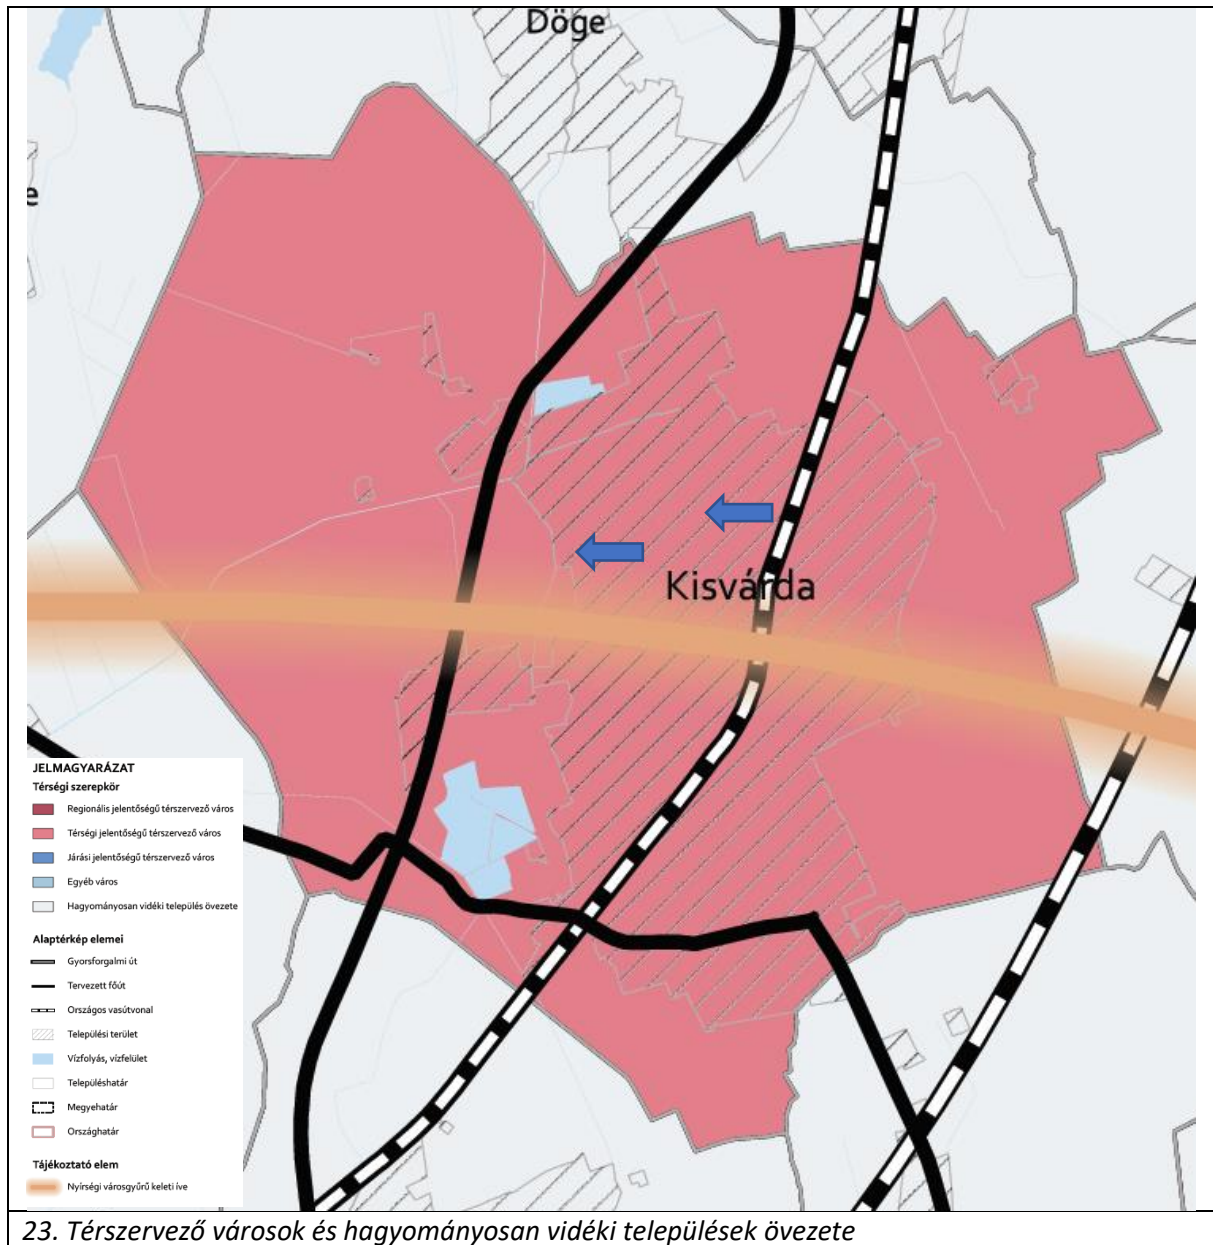 Döge
e
Kisvárda
JELMAGYARÁZAT
Térségi szerepkör
Regionális jelentőségű térszervező város
Térségi jelentőségű térszervező város
Járási jelentőségű térszervező város
Egyéb város
Hagyományosan vidéki település övezete
Alaptérkép elemei
Gyorsforgalmi út
Tervezett főút
Országos vasútvonal
Települési terület
Vízfolyás, vízfelület
Településhatár
Megyehatár
Országhatár
Tájékoztató elem
Nyírségi városgyűrű keleti íve
23. Térszervező városok és hagyományosan vidéki települések övezete